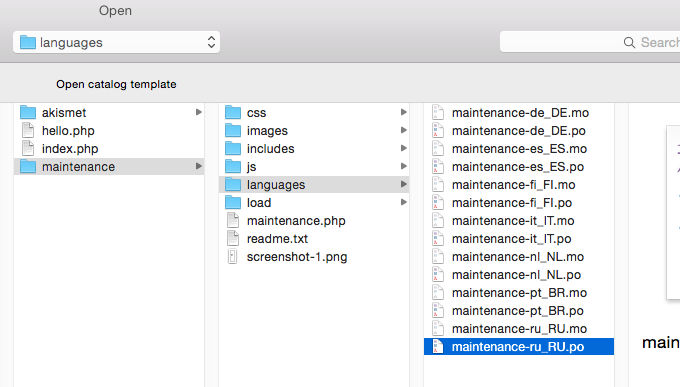 Open
languages
Search
Open catalog template
akismet
hello.php
index.php
maintenance
css
images
includes
js
languages
load
maintenance.php
readme.txt
screenshot-1.png
maintenance-de_DE.mo
maintenance-de_DE.po
maintenance-es_ES.mo
maintenance-es_ES.po
maintenance-fi_FI.mo
maintenance-fi_FI.po
maintenance-it_IT.mo
maintenance-it_IT.po
maintenance-nl_NL.mo
maintenance-nl_NL.po
maintenance-pt_BR.mo
maintenance-pt_BR.po
maintenance-ru_RU.mo
maintenance-ru_RU.po
main